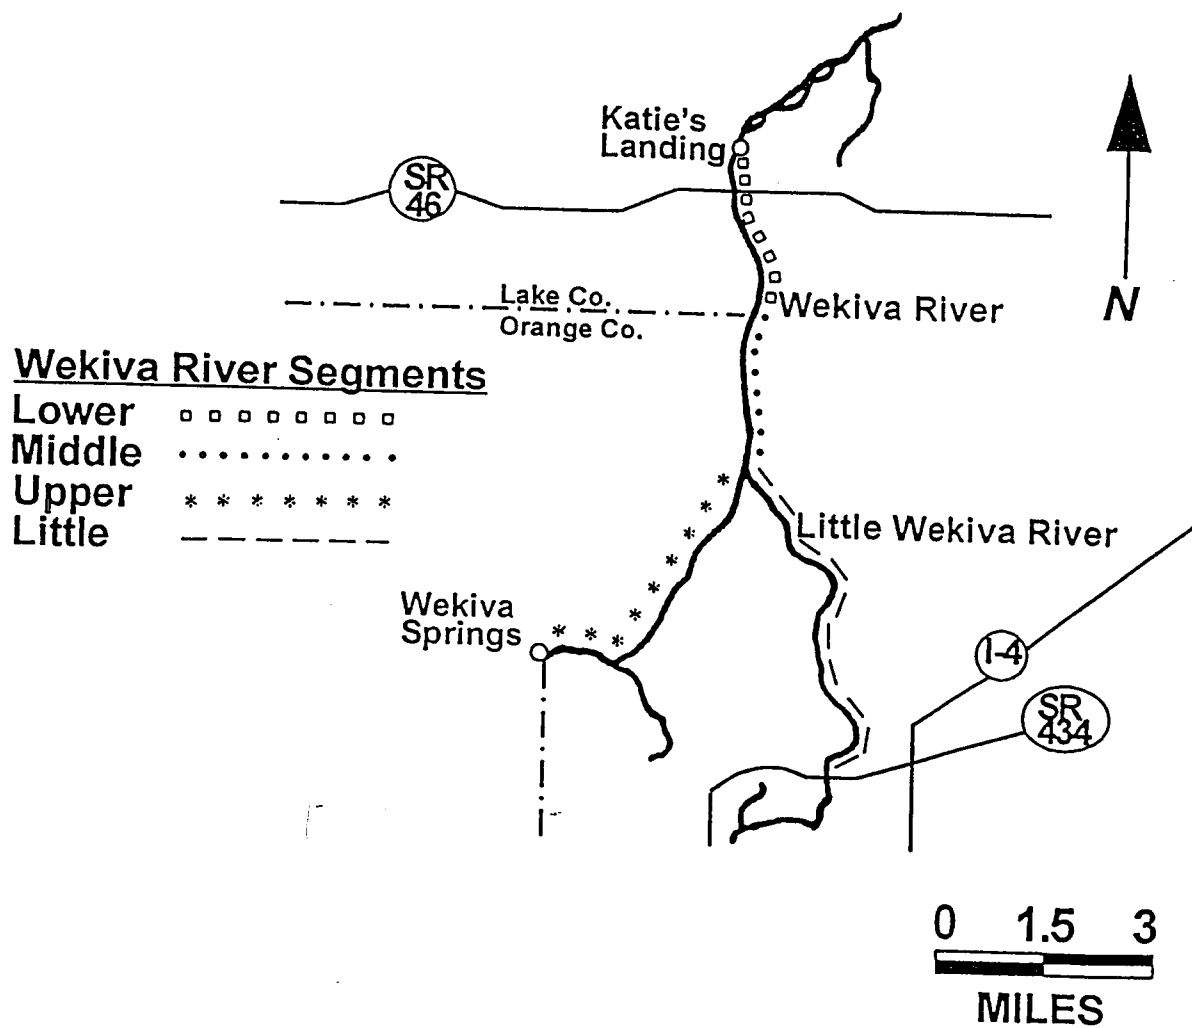 Katie's
Landing
SR
46
N
Lake Co.
Orange Co.
Wekiva River
Wekiva River Segments
Lower
Middle
Upper
Little
Little Wekiva River
Wekiva
Springs
I-4
SR
434
0 1.5 3
MILES